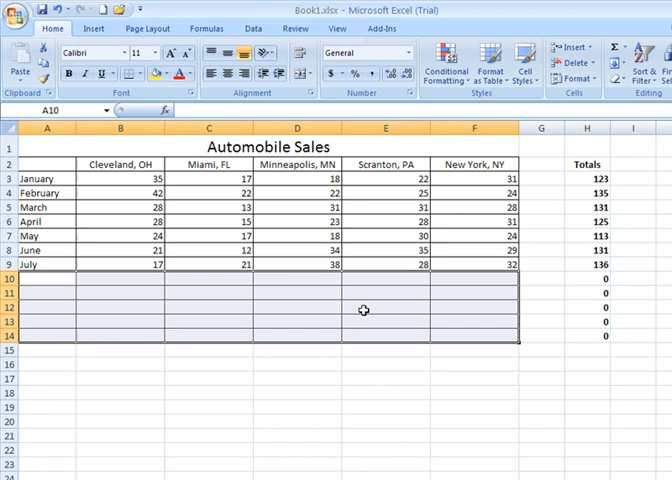 Book1.xlsx - Microsoft Excel (Trial)
Home Insert Page Layout Formulas Data Review View Scranton Tools
Paste
Clipboard
Calibri 11
B I U
Font
Alignment
General
$ % ,
Number
Conditional Formatting
Format as Table
Cell Styles
Styles
Insert
Delete
Format
Cells
Σ
Sort &
Editing
A10 fx
A B C D E F G H I
1 Automobile Sales
2 Cleveland, OH Miami, FL Minneapolis, MN Scranton, PA New York, NY Totals
3 January 35 17 18 22 31 123
4 February 42 22 22 25 24 135
5 March 28 13 31 31 28 131
6 April 28 15 23 28 31 125
7 May 24 17 18 30 24 113
8 June 21 12 34 35 29 131
9 July 17 21 38 28 32 136
10 0
11 0
12 0
13 0
14 0
15
16
17
18
19
20
21
22
23
24